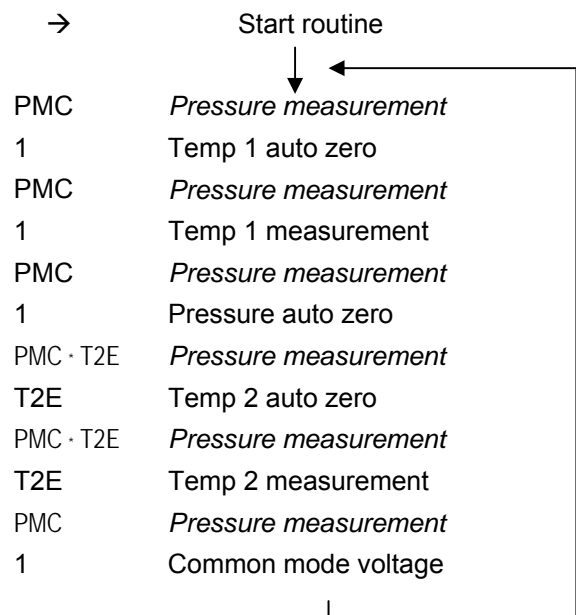 → Start routine
PMC Pressure measurement
1 Temp 1 auto zero
PMC Pressure measurement
1 Temp 1 measurement
PMC Pressure measurement
1 Pressure auto zero
PMC · T2E Pressure measurement
T2E Temp 2 auto zero
PMC · T2E Pressure measurement
T2E Temp 2 measurement
PMC Pressure measurement
1 Common mode voltage